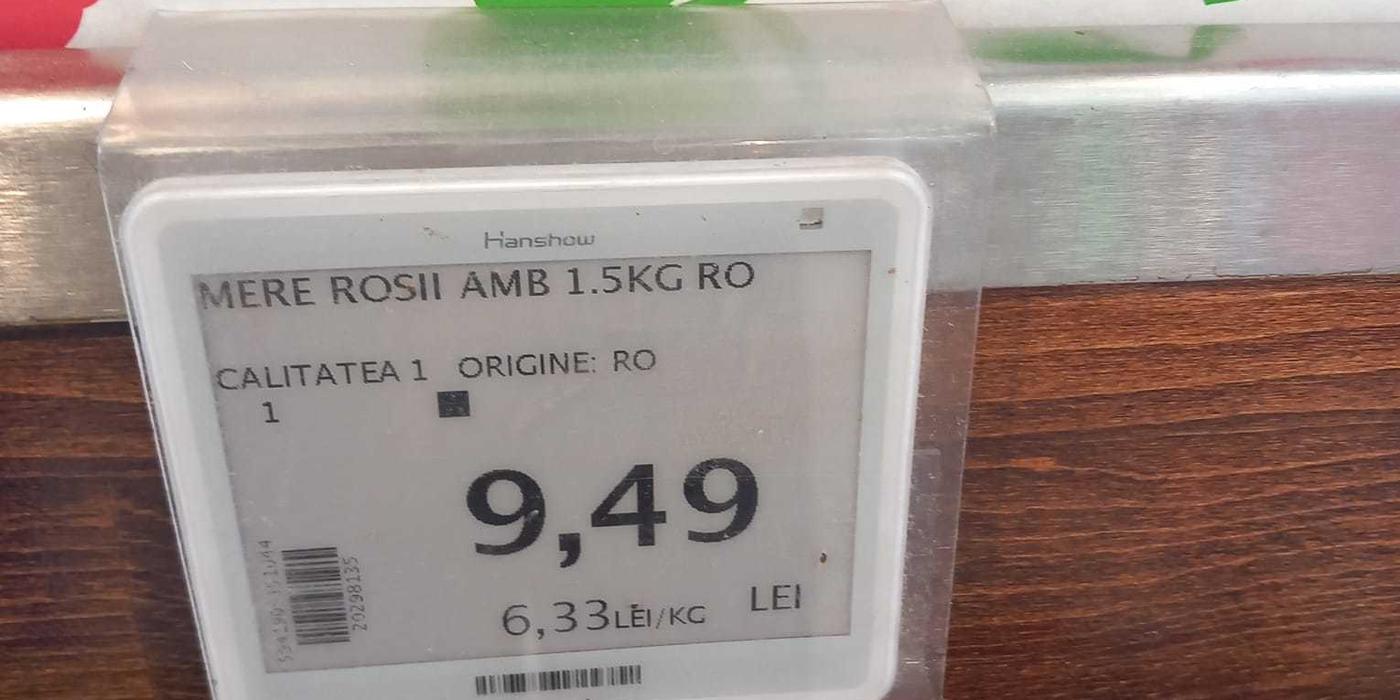 Hanshow
MERE ROSII AMB 1.5KG RO
CALITATEA 1 ORIGINE: RO
1
9,49
LEI
6,33LEI/KG
20298135